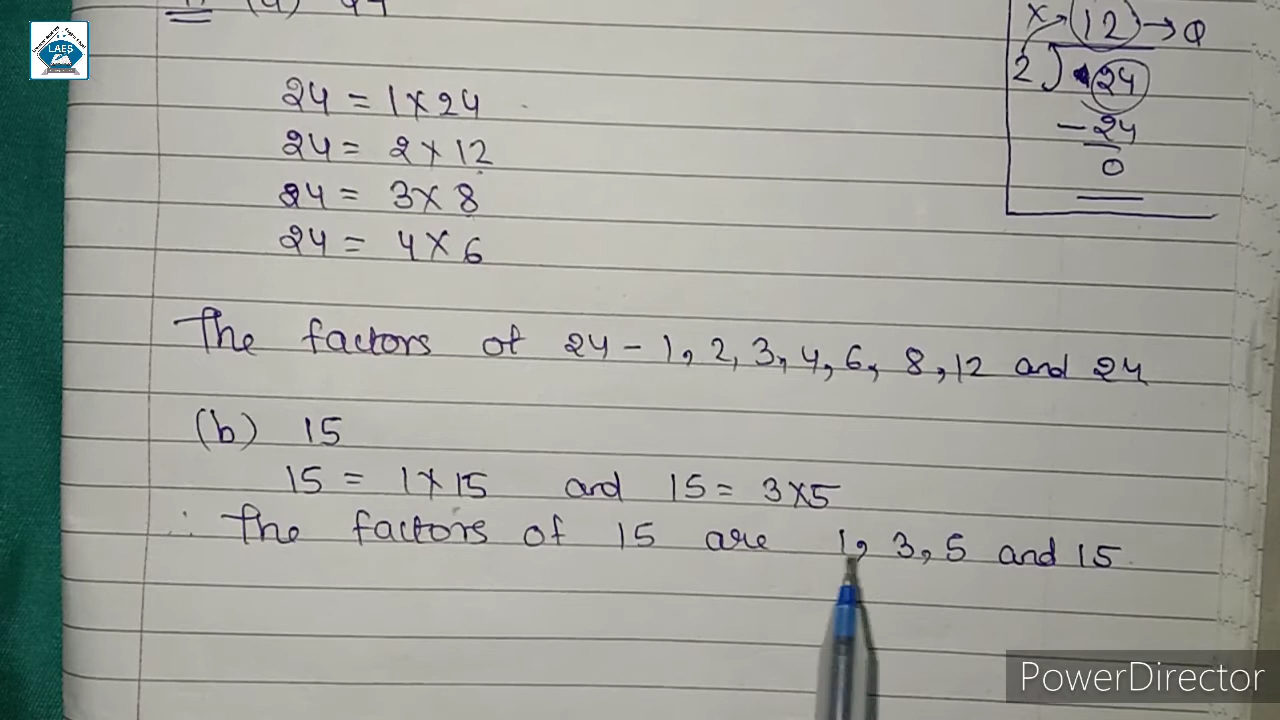 (a) 24
24 = 1 × 24
24 = 2 × 12
24 = 3 × 8
24 = 4 × 6
× 12 → Q
2 24
- 24
0
The factors of 24 - 1, 2, 3, 4, 6, 8, 12 and 24
(b) 15
15 = 1 × 15 and 15 = 3 × 5
∴ The factors of 15 are 1, 3, 5 and 15.
LAES
PowerDirector